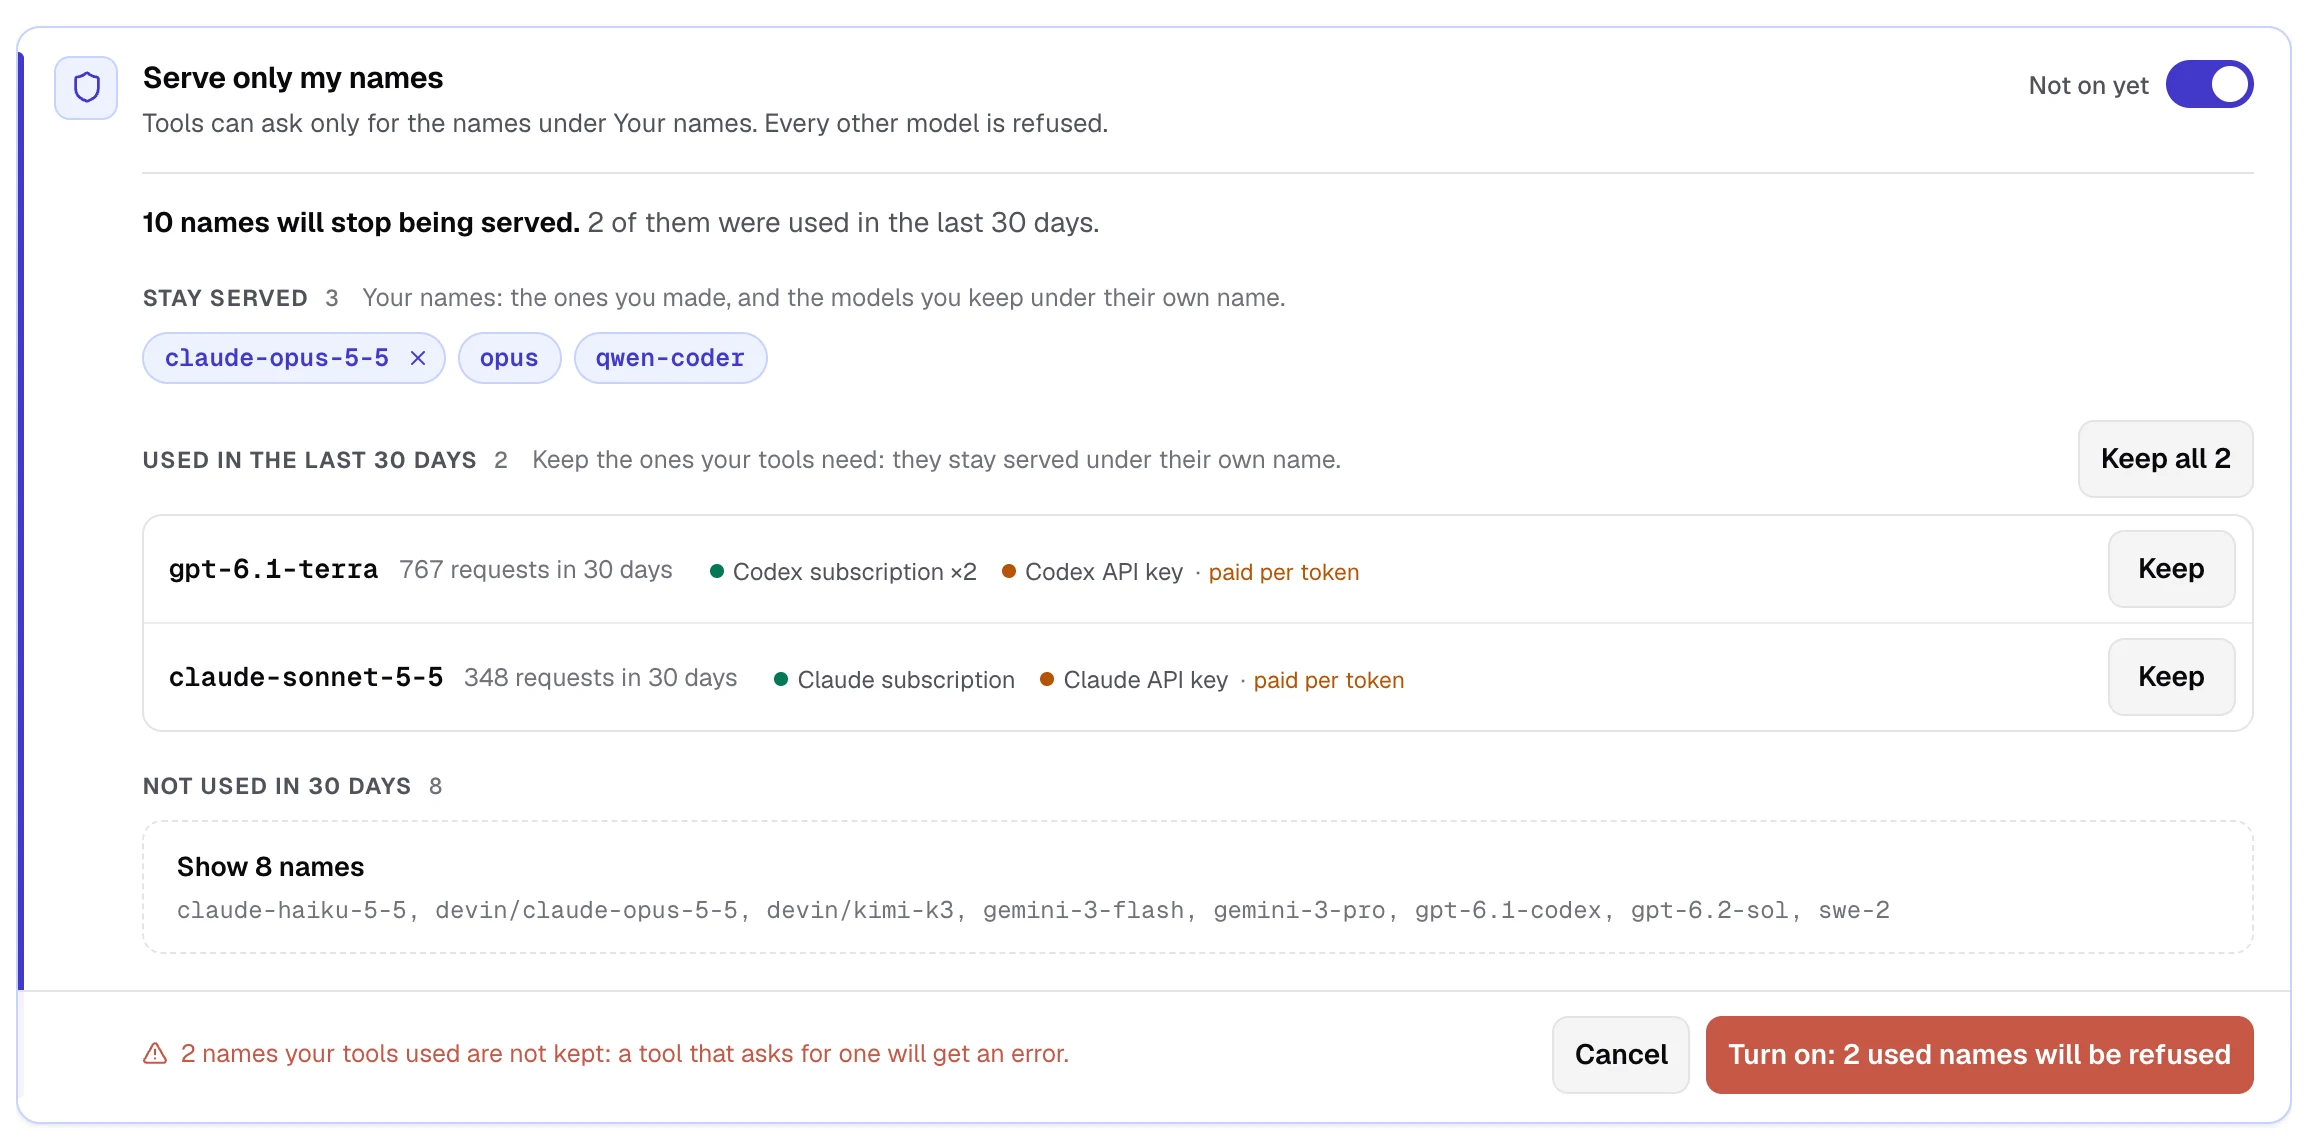 Serve only my names
Not on yet
Tools can ask only for the names under Your names. Every other model is refused.
10 names will stop being served. 2 of them were used in the last 30 days.
STAY SERVED 3 Your names: the ones you made, and the models you keep under their own name.
claude-opus-5-5 × opus qwen-coder
USED IN THE LAST 30 DAYS 2 Keep the ones your tools need: they stay served under their own name.
Keep all 2
gpt-6.1-terra 767 requests in 30 days Codex subscription ×2 Codex API key · paid per token
Keep
claude-sonnet-5-5 348 requests in 30 days Claude subscription Claude API key · paid per token
Keep
NOT USED IN 30 DAYS 8
Show 8 names
claude-haiku-5-5, devin/claude-opus-5-5, devin/kimi-k3, gemini-3-flash, gemini-3-pro, gpt-6.1-codex, gpt-6.2-sol, swe-2
2 names your tools used are not kept: a tool that asks for one will get an error.
Cancel
Turn on: 2 used names will be refused